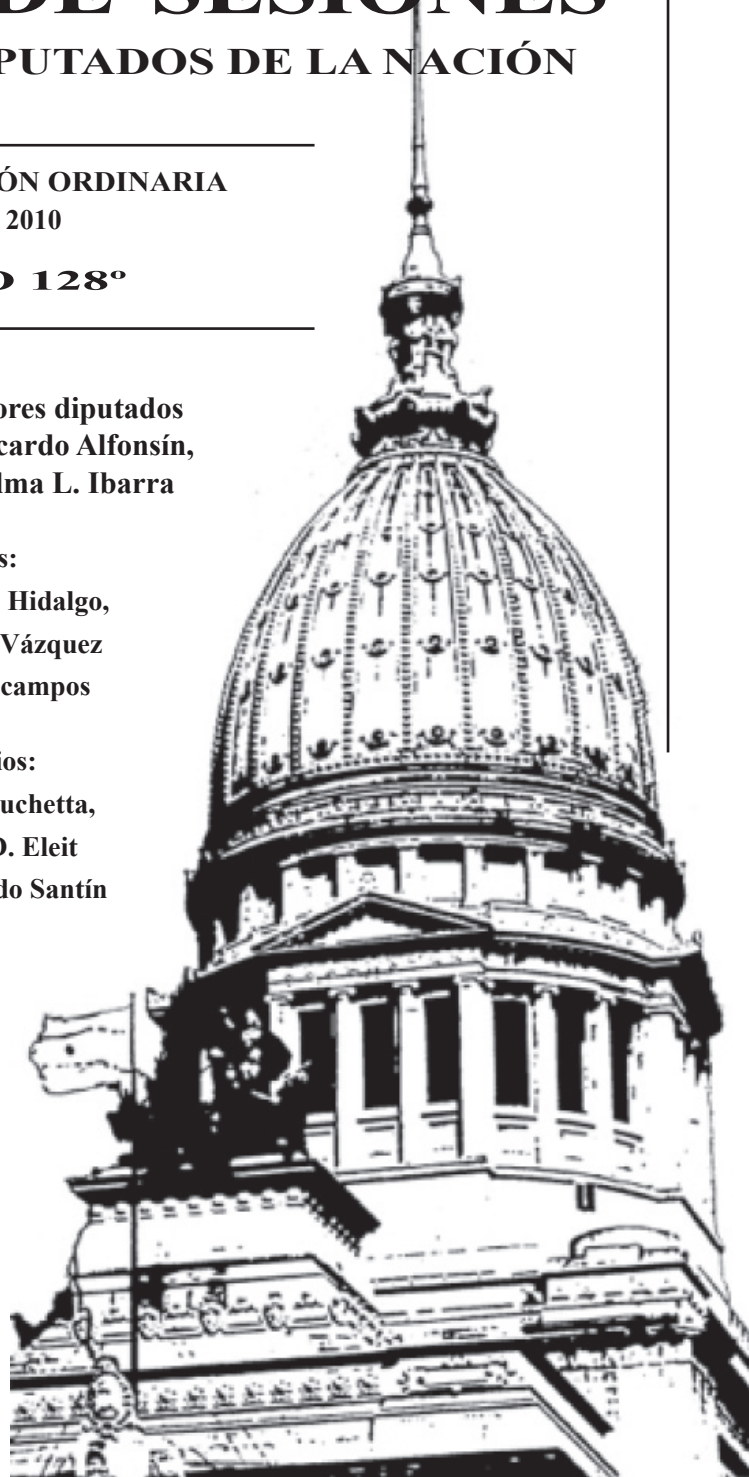 DE SESIONES
PUTADOS DE LA NACIÓN
ÓN ORDINARIA
2010
O 128º
ores diputados
cardo Alfonsín,
lma L. Ibarra
s:
Hidalgo,
Vázquez
campos
ios:
uchetta,
D. Eleit
do Santín